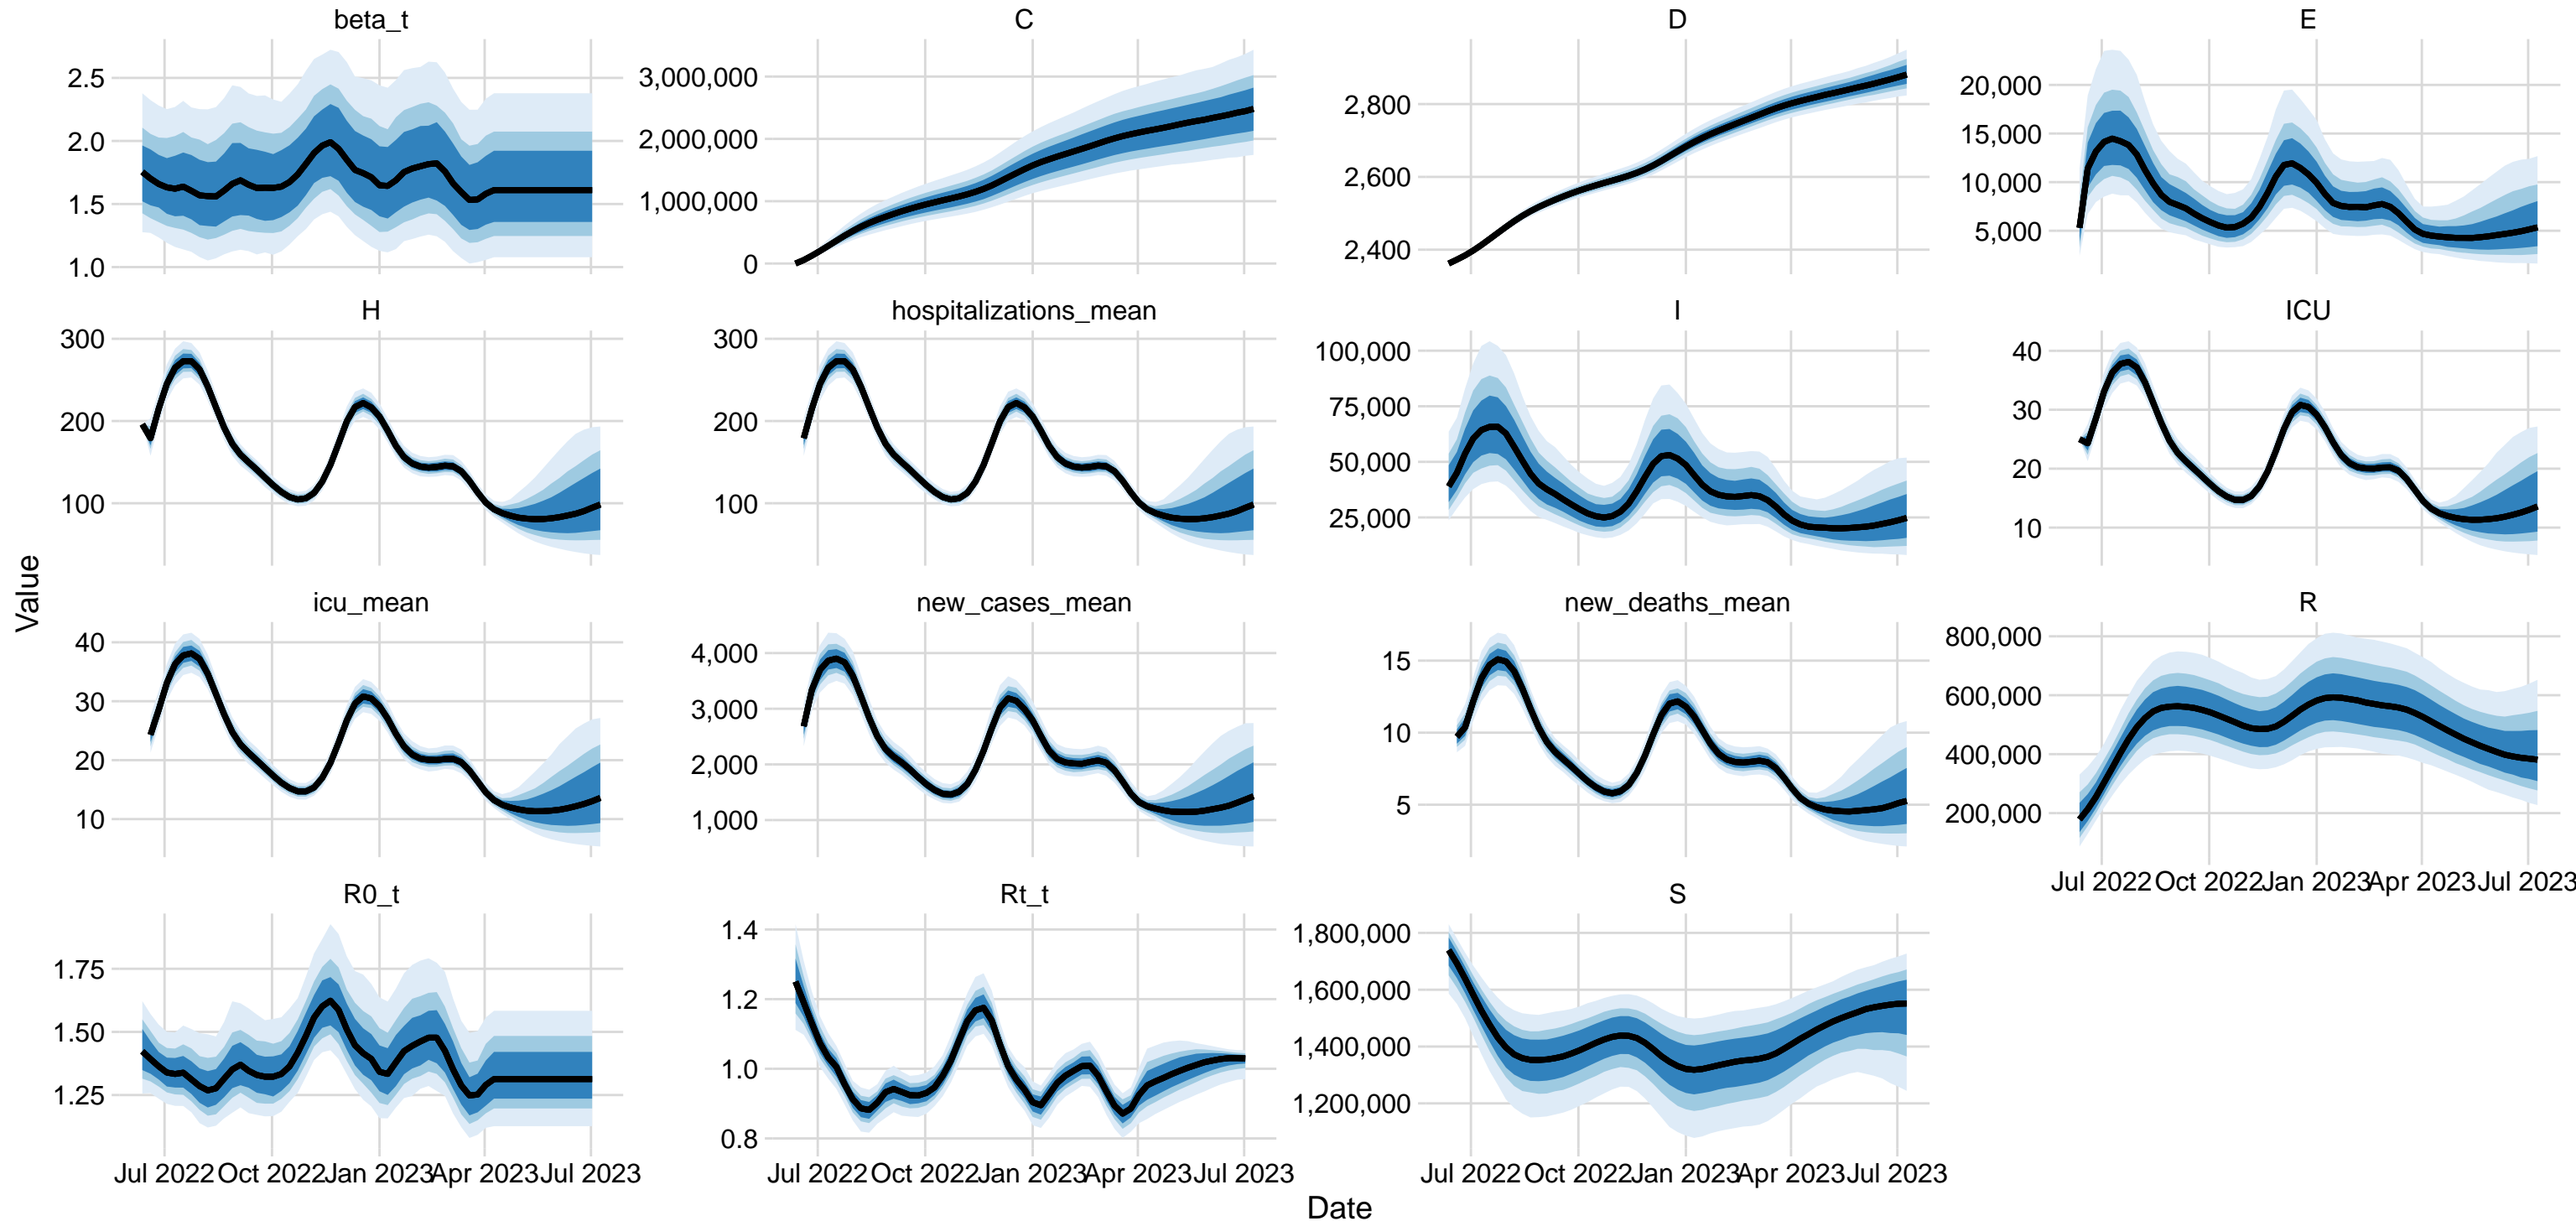 beta_t
C
D
E
2.5
2.0
1.5
1.0
3,000,000
2,000,000
1,000,000
0
2,800
2,600
2,400
20,000
15,000
10,000
5,000
H
hospitalizations_mean
I
ICU
300
200
100
300
200
100
100,000
75,000
50,000
25,000
40
30
20
10
icu_mean
new_cases_mean
new_deaths_mean
R
40
30
20
10
4,000
3,000
2,000
1,000
15
10
5
800,000
600,000
400,000
200,000
Jul 2022 Oct 2022 Jan 2023 Apr 2023 Jul 2023
R0_t
Rt_t
S
1.75
1.50
1.25
1.4
1.2
1.0
0.8
1,800,000
1,600,000
1,400,000
1,200,000
Jul 2022 Oct 2022 Jan 2023 Apr 2023 Jul 2023
Jul 2022 Oct 2022 Jan 2023 Apr 2023 Jul 2023
Jul 2022 Oct 2022 Jan 2023 Apr 2023 Jul 2023
Value
Date